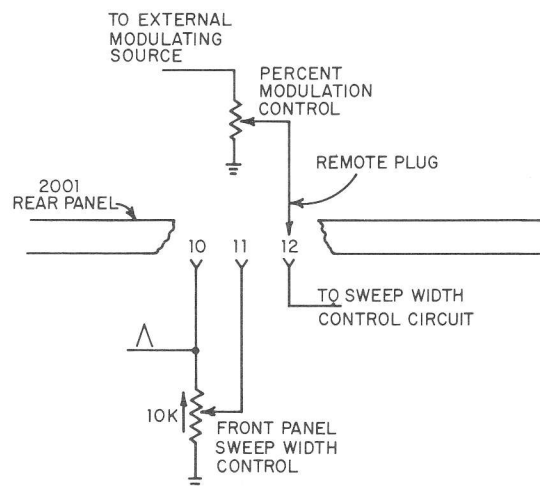 TO EXTERNAL
MODULATING
SOURCE
PERCENT
MODULATION
CONTROL
REMOTE PLUG
2001
REAR PANEL
10 11 12
TO SWEEP WIDTH
CONTROL CIRCUIT
10K
FRONT PANEL
SWEEP WIDTH
CONTROL